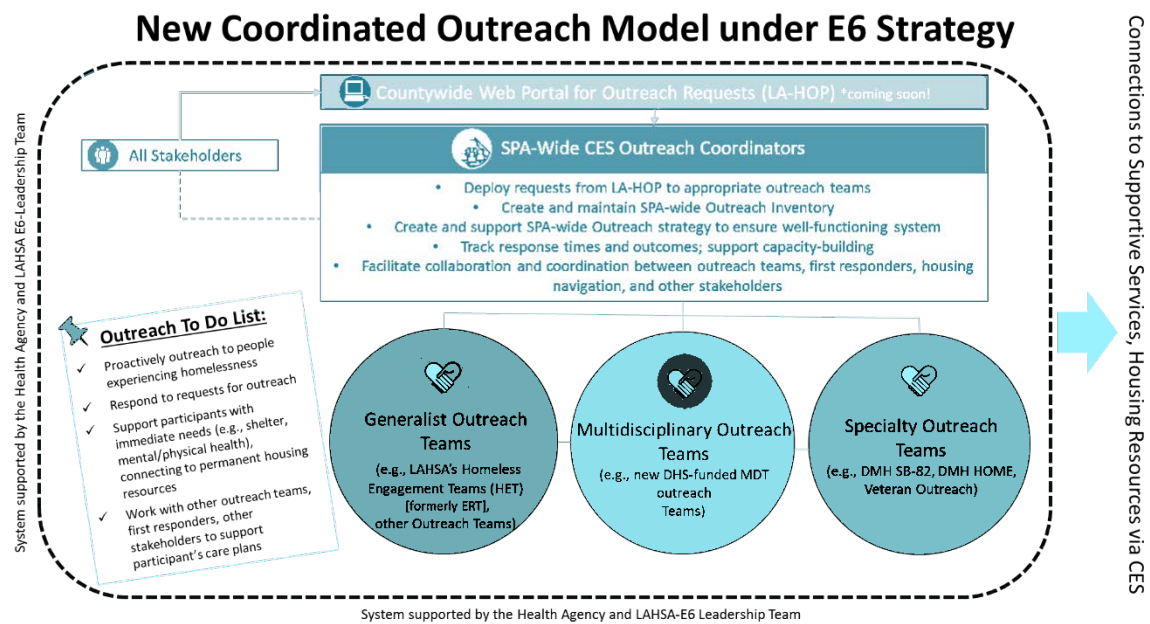 New Coordinated Outreach Model under E6 Strategy
Countywide Web Portal for Outreach Requests (LA-HOP) *coming soon!
All Stakeholders
SPA-Wide CES Outreach Coordinators
• Deploy requests from LA-HOP to appropriate outreach teams
• Create and maintain SPA-wide Outreach Inventory
• Create and support SPA-wide Outreach strategy to ensure well-functioning system
• Track response times and outcomes; support capacity-building
• Facilitate collaboration and coordination between outreach teams, first responders, housing
navigation, and other stakeholders
Outreach To Do List:
✓ Proactively outreach to people
experiencing homelessness
✓ Respond to requests for outreach
✓ Support participants with
immediate needs (e.g., shelter,
mental/physical health),
connecting to permanent housing
resources
✓ Work with other outreach teams,
first responders, other
stakeholders to support
participant's care plans
Generalist Outreach
Teams
(e.g., LAHSA's Homeless
Engagement Teams (HET)
[formerly ERT],
other Outreach Teams)
Multidisciplinary Outreach
Teams
(e.g., new DHS-funded MDT
outreach
Teams)
Specialty Outreach
Teams
(e.g., DMH SB-82, DMH HOME,
Veteran Outreach)
System supported by the Health Agency and LAHSA E6-Leadership Team
System supported by the Health Agency and LAHSA-E6 Leadership Team
Connections to Supportive Services, Housing Resources via CES